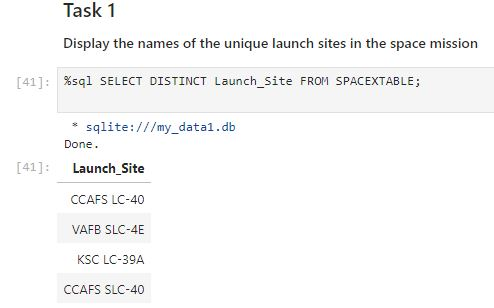 Task 1
Display the names of the unique launch sites in the space mission
[41]: %sql SELECT DISTINCT Launch_Site FROM SPACEXTABLE;
* sqlite:///my_data1.db
Done.
[41]: Launch_Site
CCAFS LC-40
VAFB SLC-4E
KSC LC-39A
CCAFS SLC-40